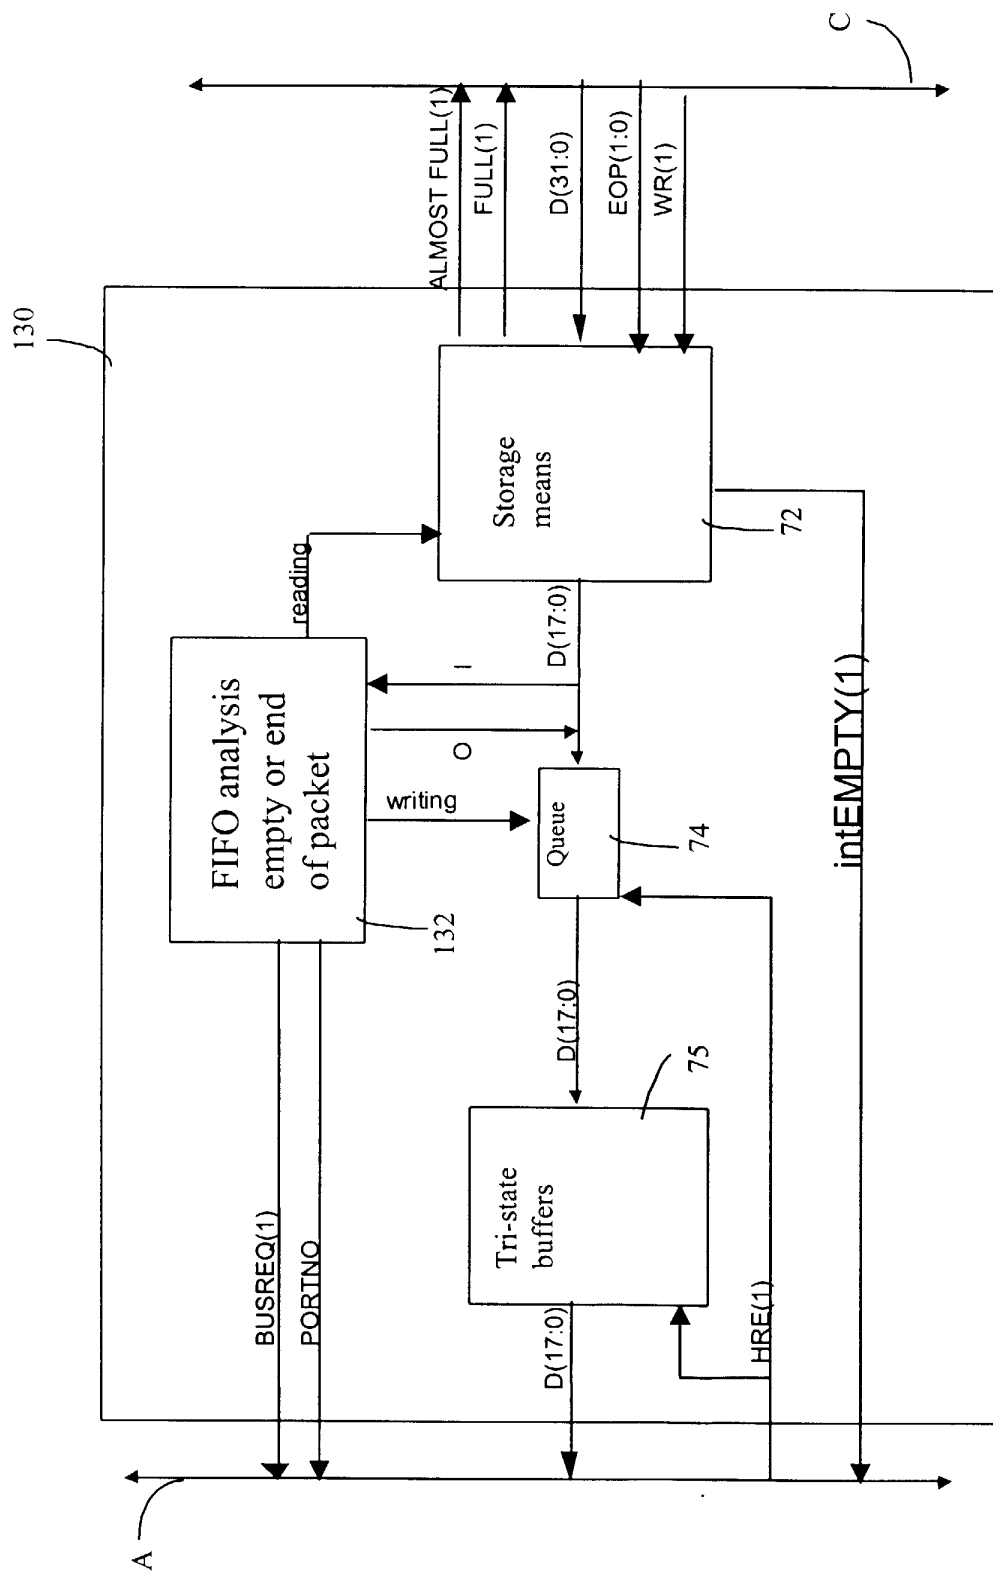 130
C
ALMOST FULL(1)
FULL(1)
D(31:0)
EOP(1:0)
WR(1)
reading
Storage
means
72
FIFO analysis
empty or end
of packet
132
I
O
writing
D(17:0)
Queue
74
intEMPTY(1)
BUSREQ(1)
PORTNO
D(17:0)
Tri-state
buffers
75
D(17:0)
HRE(1)
A